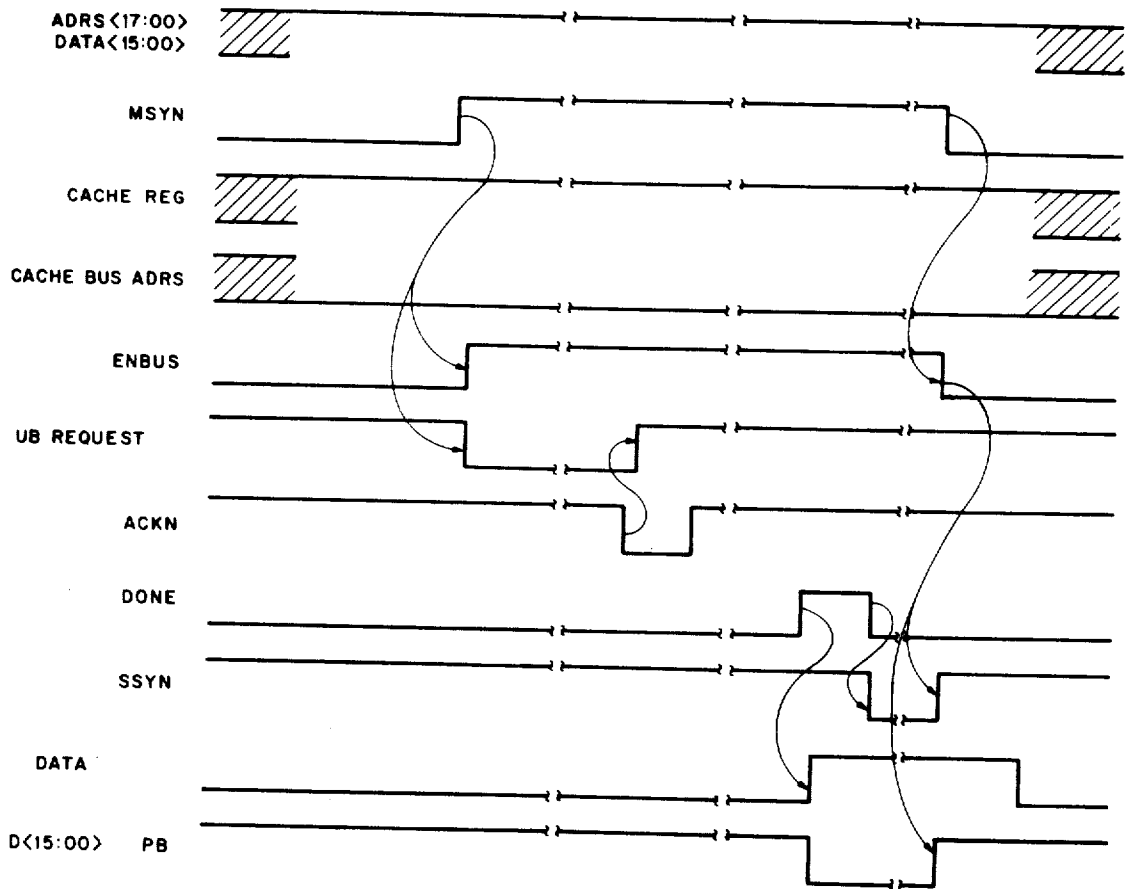 ADRS<17:00>
DATA<15:00>
MSYN
CACHE REG
CACHE BUS ADRS
ENBUS
UB REQUEST
ACKN
DONE
SSYN
DATA
D<15:00> PB